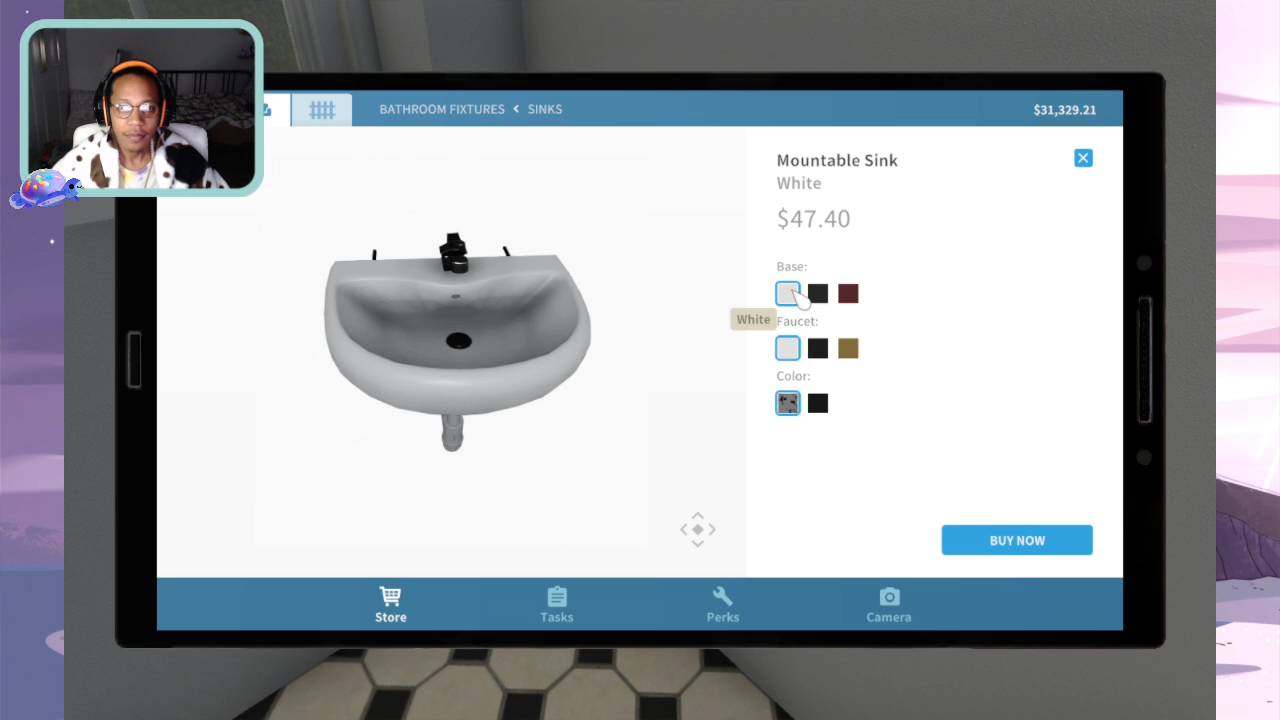 BATHROOM FIXTURES < SINKS
$31,329.21
Mountable Sink
White
$47.40
Base:
White
Faucet:
Color:
BUY NOW
Store
Tasks
Perks
Camera